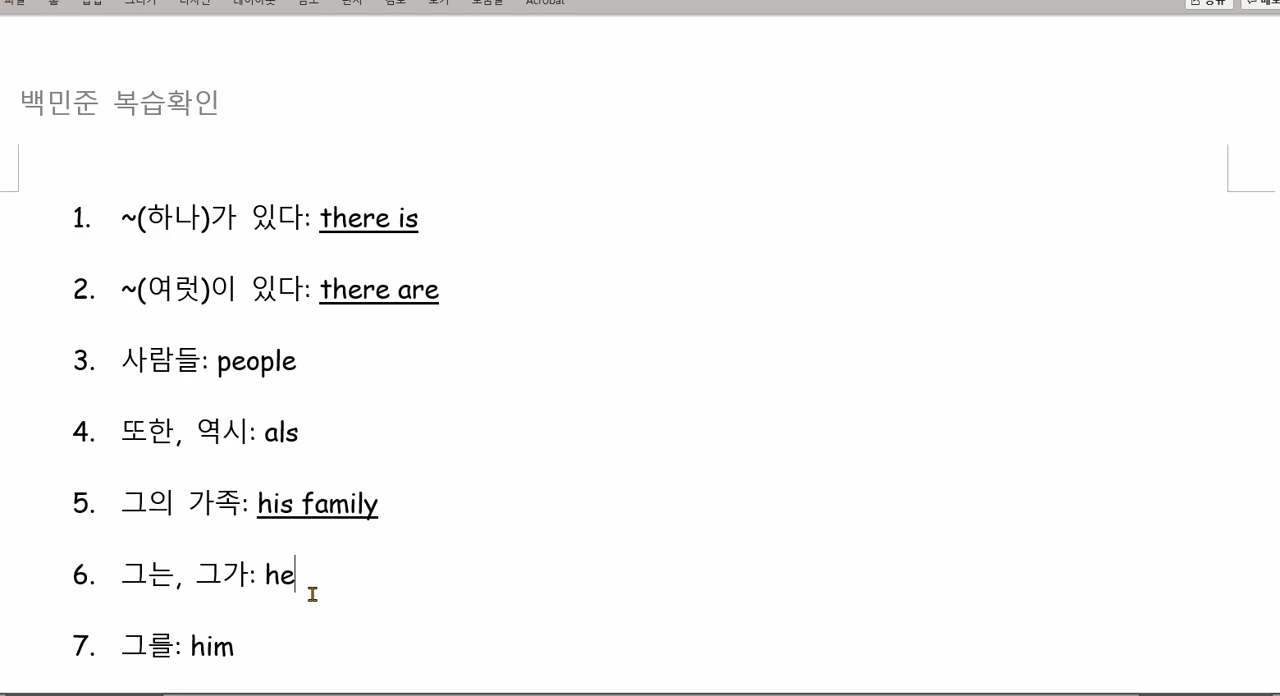 Acrobat
백민준 복습확인
1. ~(하나)가 있다: there is
2. ~(여럿)이 있다: there are
3. 사람들: people
4. 또한, 역시: als
5. 그의 가족: his family
6. 그는, 그가: he
7. 그를: him